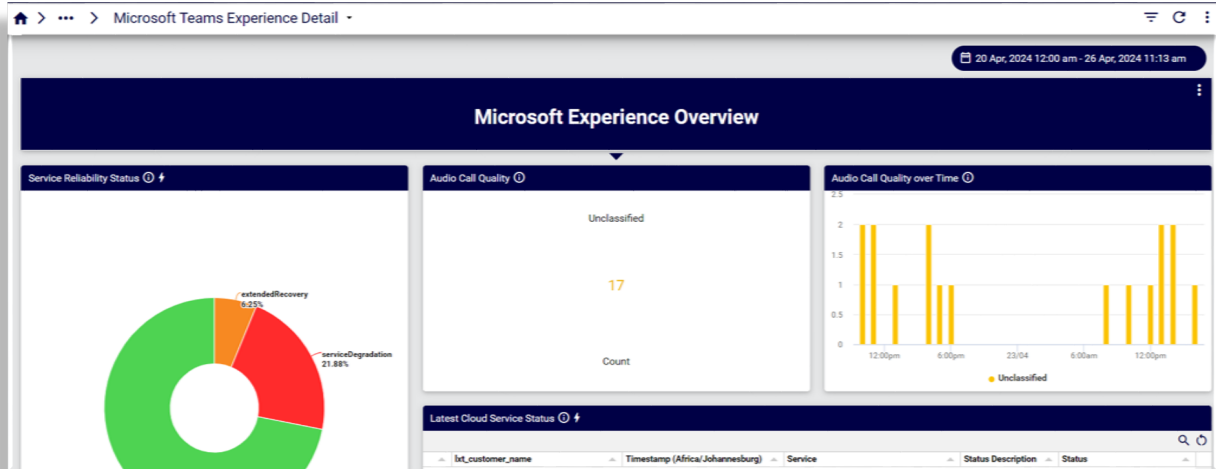 Microsoft Teams Experience Detail
20 Apr, 2024 12:00 am - 26 Apr, 2024 11:13 am
Microsoft Experience Overview
Service Reliability Status
extendedRecovery
6.25%
serviceDegradation
21.88%
Audio Call Quality
Unclassified
17
Count
Audio Call Quality over Time
2.5
2
1.5
1
0.5
0
12:00pm 6:00pm 23/04 6:00am 12:00pm
Unclassified
Latest Cloud Service Status
lxt_customer_name Timestamp (Africa/Johannesburg) Service Status Description Status